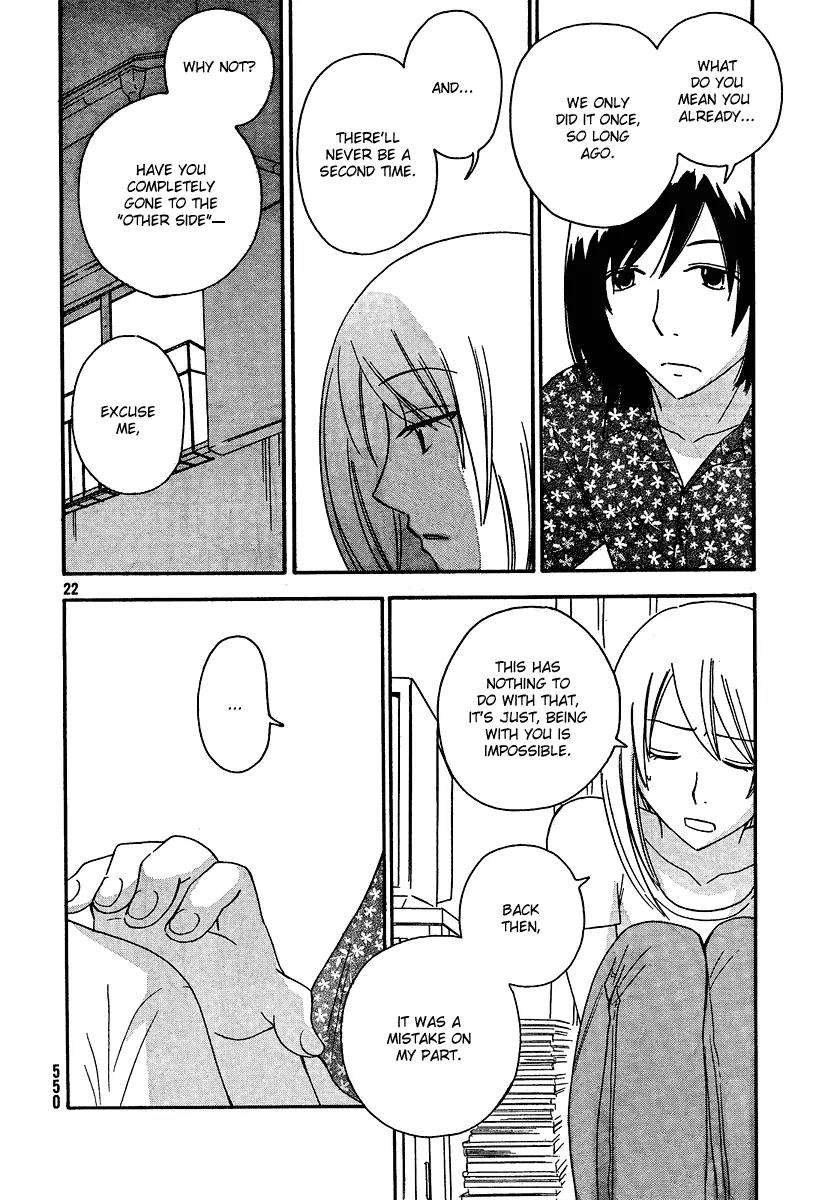 WHAT
DO YOU
MEAN YOU
ALREADY...
WE ONLY
DID IT ONCE,
SO LONG
AGO.
AND...
THERE'LL
NEVER BE A
SECOND TIME.
WHY NOT?
HAVE YOU
COMPLETELY
GONE TO THE
"OTHER SIDE"—
EXCUSE
ME,
22
THIS HAS
NOTHING TO
DO WITH THAT,
IT'S JUST, BEING
WITH YOU IS
IMPOSSIBLE.
BACK
THEN,
IT WAS A
MISTAKE ON
MY PART.
...
550